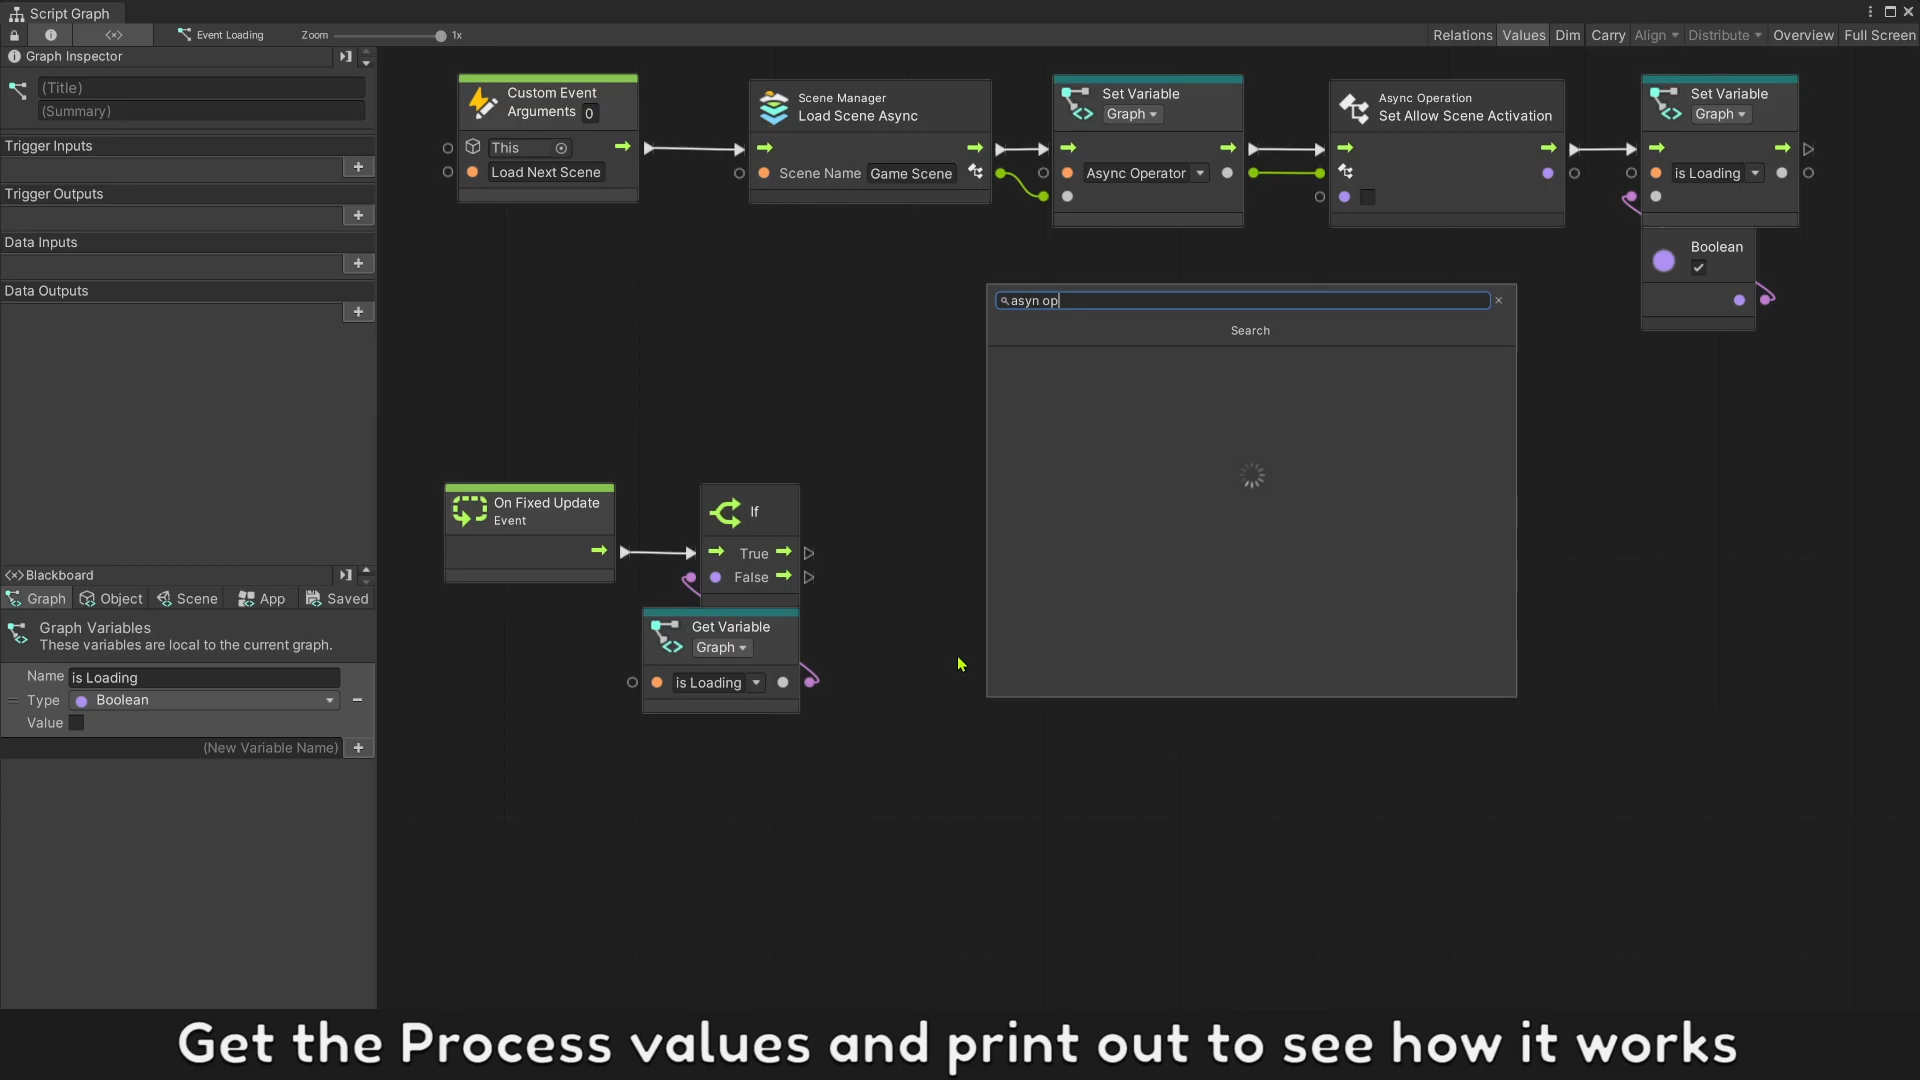 Script Graph
Event Loading
Zoom
1x
Relations
Values
Dim
Carry
Align
Distribute
Overview
Full Screen
Graph Inspector
(Title)
(Summary)
Trigger Inputs
Trigger Outputs
Data Inputs
Data Outputs
Custom Event
Arguments 0
This
Load Next Scene
Scene Manager
Load Scene Async
Scene Name Game Scene
Set Variable
Graph
Async Operator
Async Operation
Set Allow Scene Activation
Set Variable
Graph
is Loading
Boolean
asyn op
Search
On Fixed Update
Event
If
True
False
Get Variable
Graph
is Loading
Blackboard
Graph
Object
Scene
App
Saved
Graph Variables
These variables are local to the current graph.
Name is Loading
Type Boolean
Value
(New Variable Name)
Get the Process values and print out to see how it works